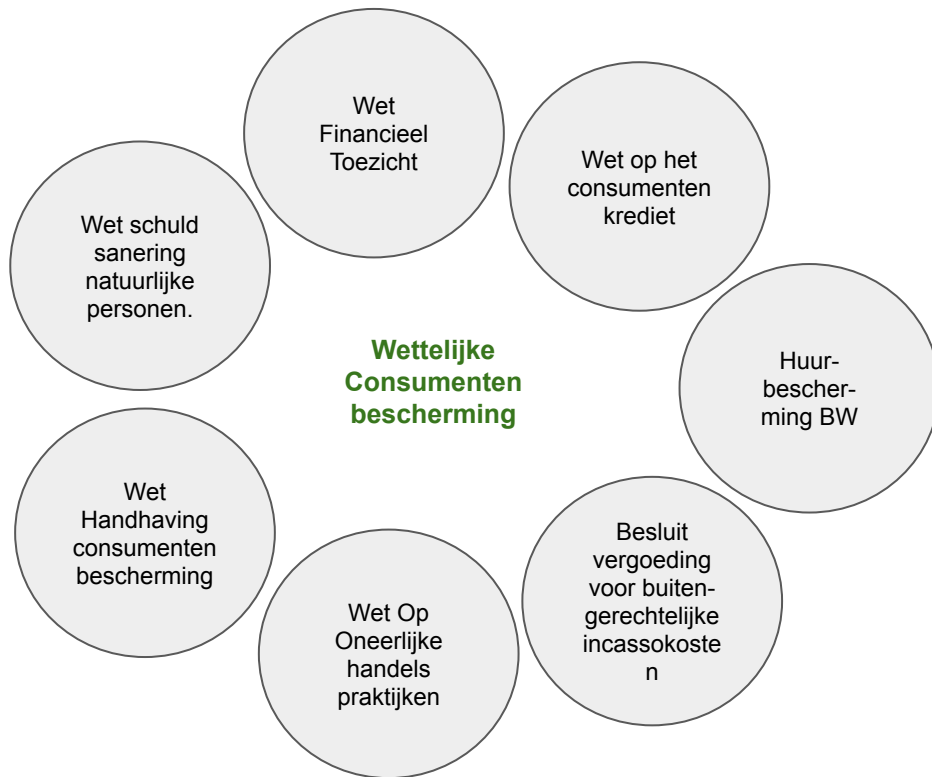 Wet
Financieel
Toezicht
Wet op het
consumenten
krediet
Wet schuld
sanering
natuurlijke
personen.
Wettelijke
Consumenten
bescherming
Huur-
bescher-
ming BW
Wet
Handhaving
consumenten
bescherming
Besluit
vergoeding
voor buiten-
gerechtelijke
incassokoste
n
Wet Op
Oneerlijke
handels
praktijken